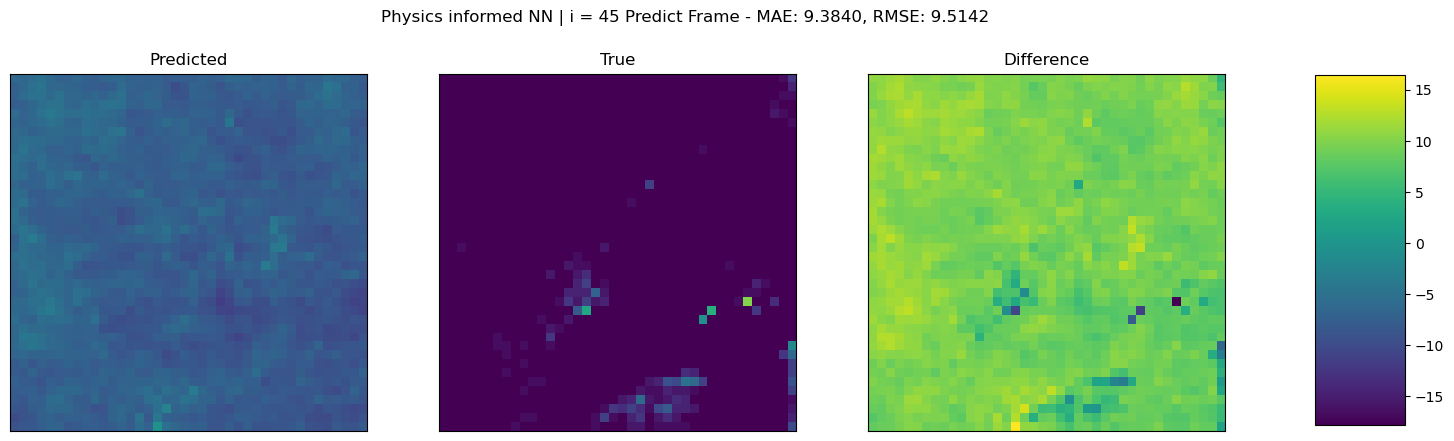 Physics informed NN | i = 45 Predict Frame - MAE: 9.3840, RMSE: 9.5142
Predicted
True
Difference
15
10
5
0
−5
−10
−15